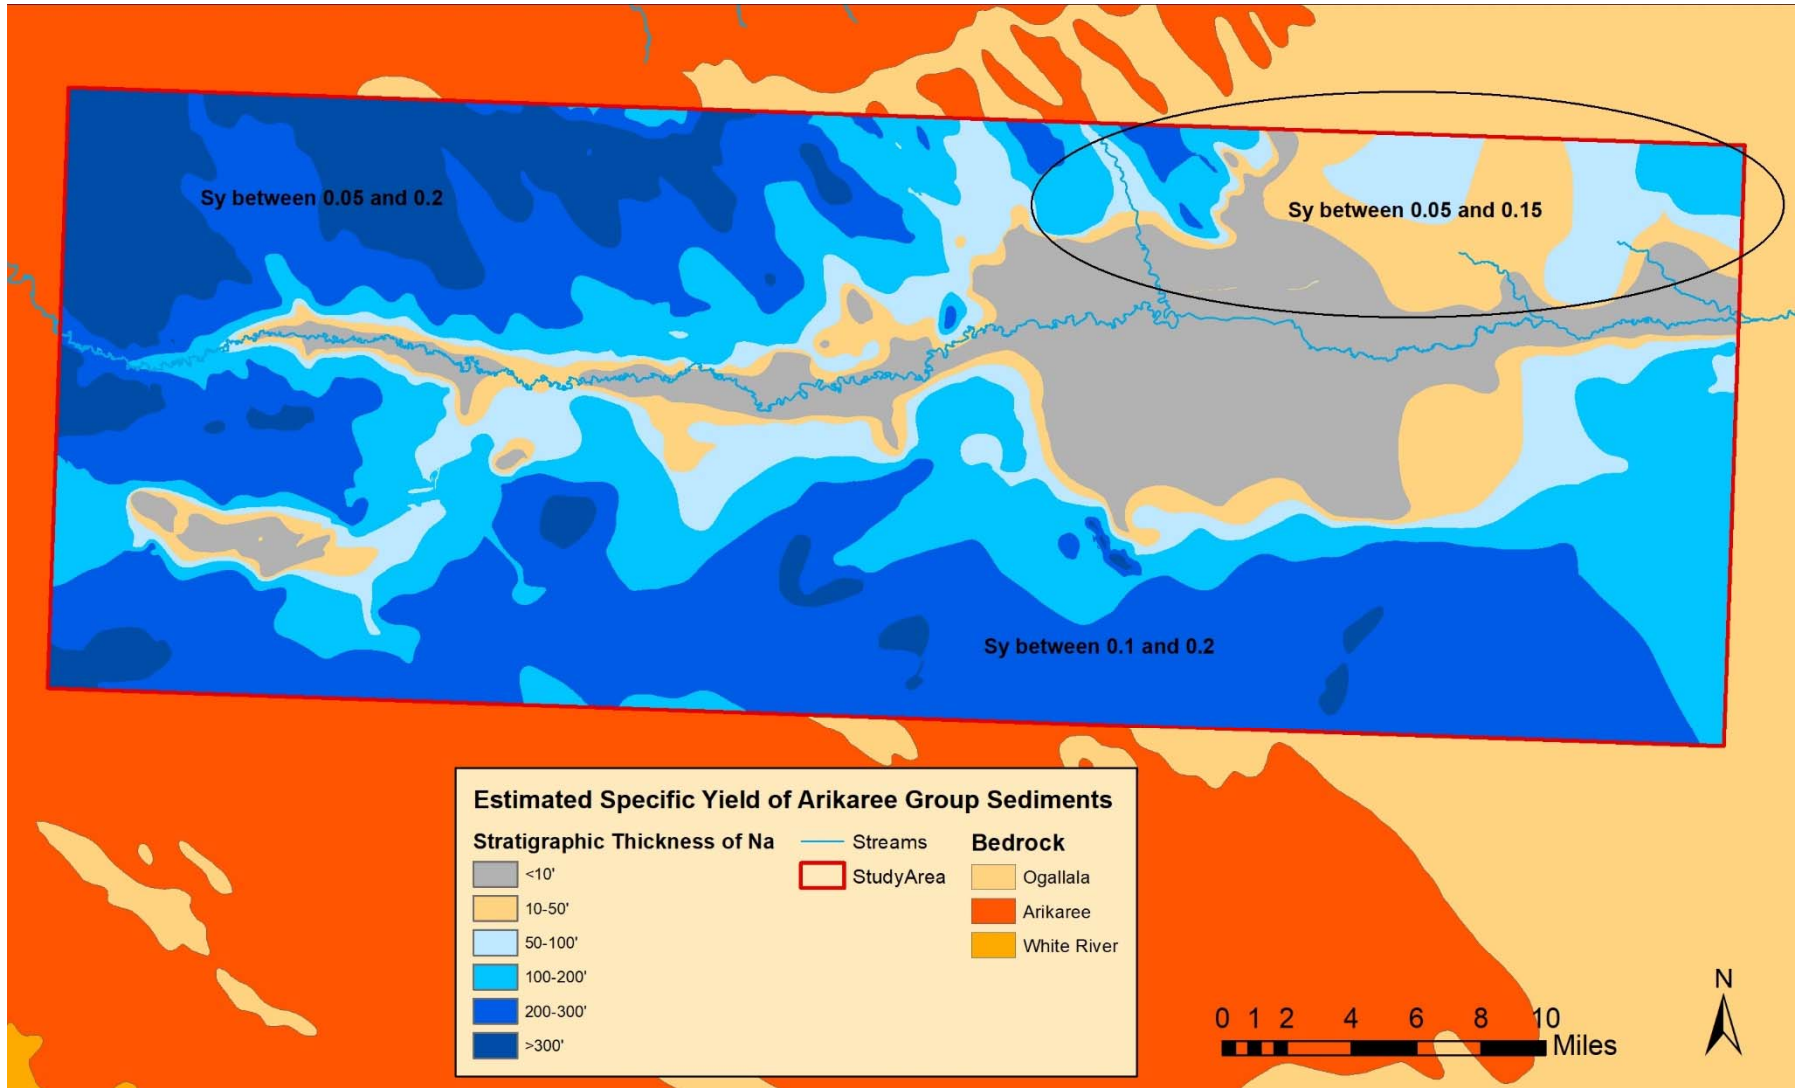 Sy between 0.05 and 0.2
Sy between 0.05 and 0.15
Sy between 0.1 and 0.2
Estimated Specific Yield of Arikaree Group Sediments
Stratigraphic Thickness of Na
<10'
10-50'
50-100'
100-200'
200-300'
>300'
Streams
StudyArea
Bedrock
Ogallala
Arikaree
White River
0 1 2 4 6 8 10
Miles
N